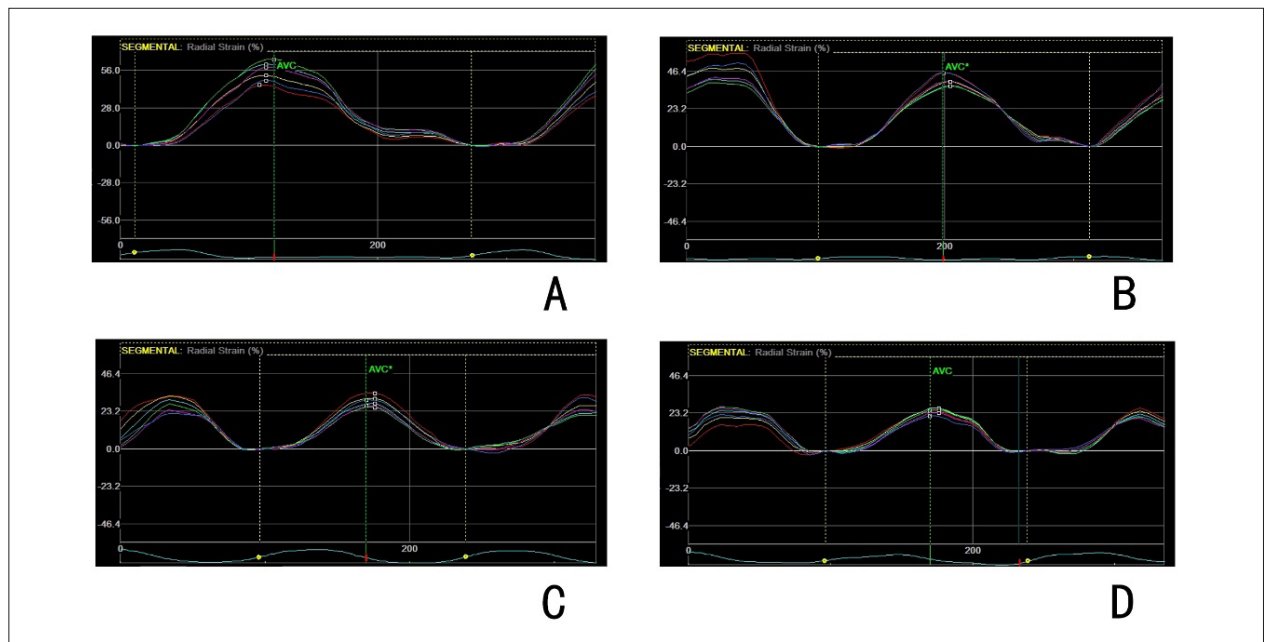 SEGMENTAL: Radial Strain (%)
AVC
56.0
28.0
0.0
-28.0
-56.0
0 200
A
SEGMENTAL: Radial Strain (%)
AVC*
46.4
23.2
0.0
-23.2
-46.4
0 200
B
SEGMENTAL: Radial Strain (%)
AVC*
46.4
23.2
0.0
-23.2
-46.4
0 200
C
SEGMENTAL: Radial Strain (%)
AVC
46.4
23.2
0.0
-23.2
-46.4
0 200
D